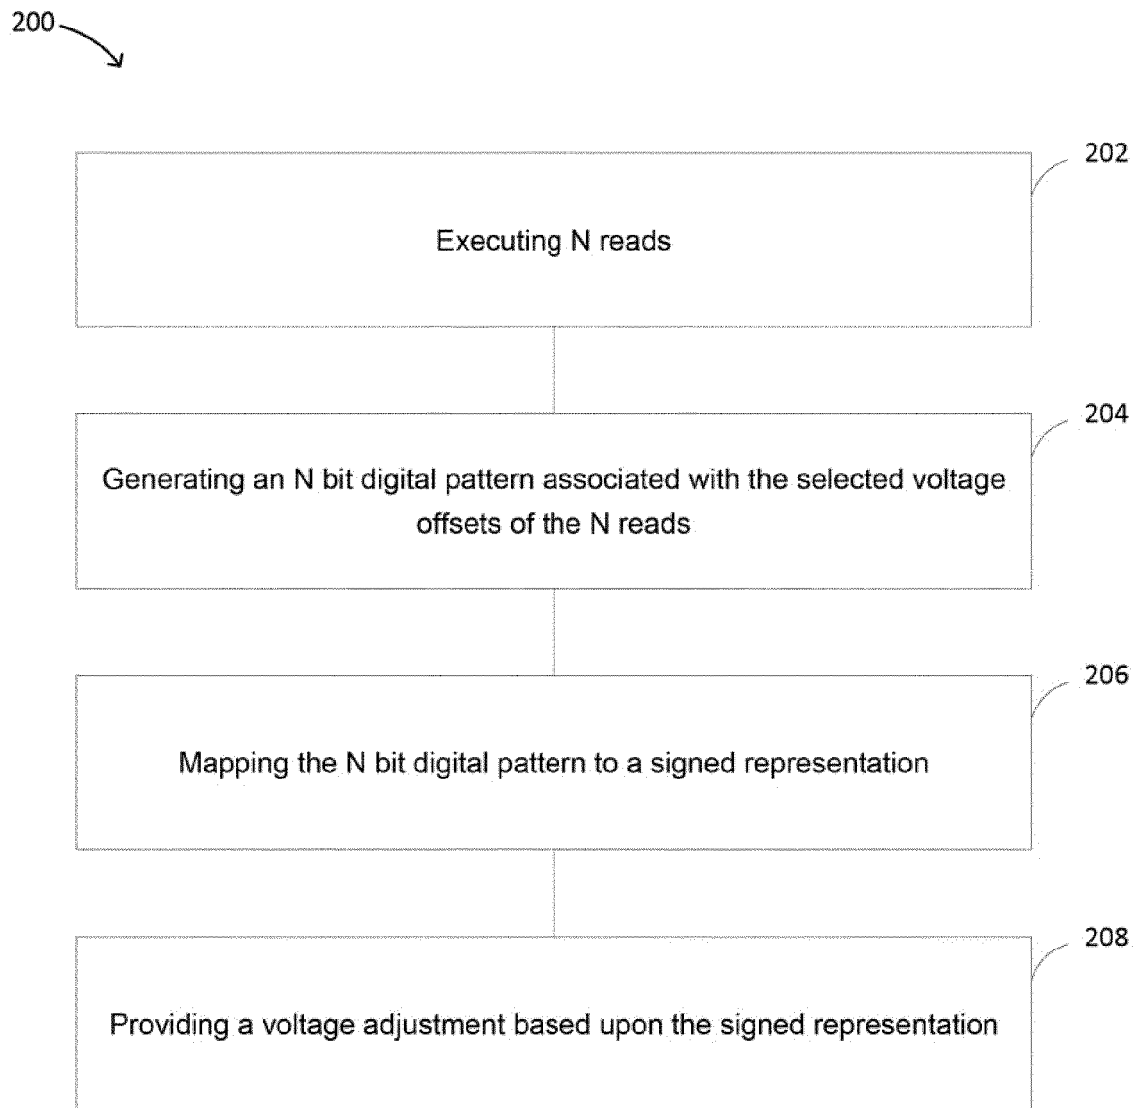 200
202
Executing N reads
204
Generating an N bit digital pattern associated with the selected voltage
offsets of the N reads
206
Mapping the N bit digital pattern to a signed representation
208
Providing a voltage adjustment based upon the signed representation